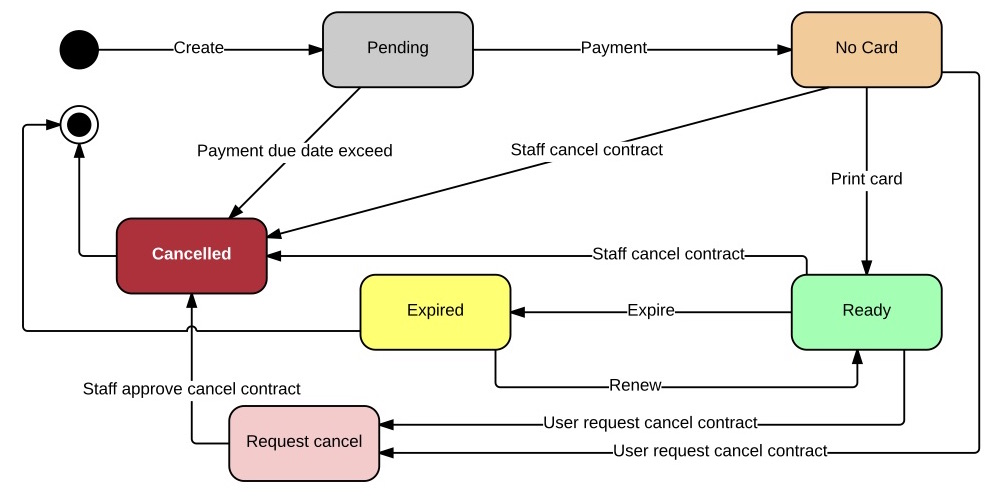 Create
Pending
Payment
No Card
Payment due date exceed
Staff cancel contract
Print card
Cancelled
Staff cancel contract
Expired
Expire
Ready
Renew
Staff approve cancel contract
User request cancel contract
Request cancel
User request cancel contract